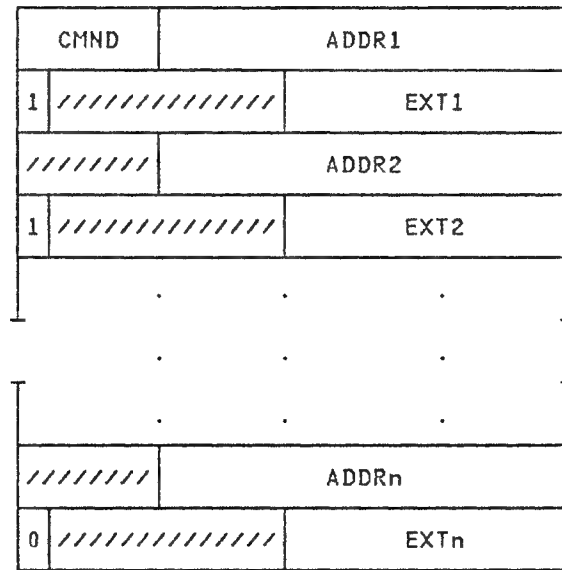 CMND ADDR1
1 ////////////// EXT1
//////// ADDR2
1 ////////////// EXT2
. . .
. . .
. . .
//////// ADDRn
0 ////////////// EXTn